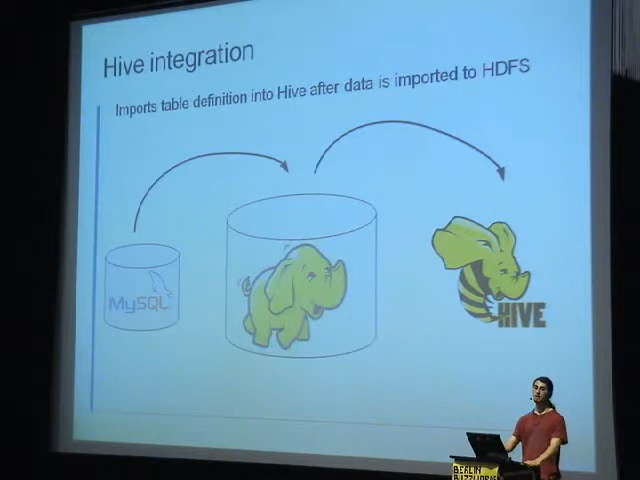 Hive integration
Imports table definition into Hive after data is imported to HDFS
MySQL
HIVE
BERLIN
BUZZWORDS